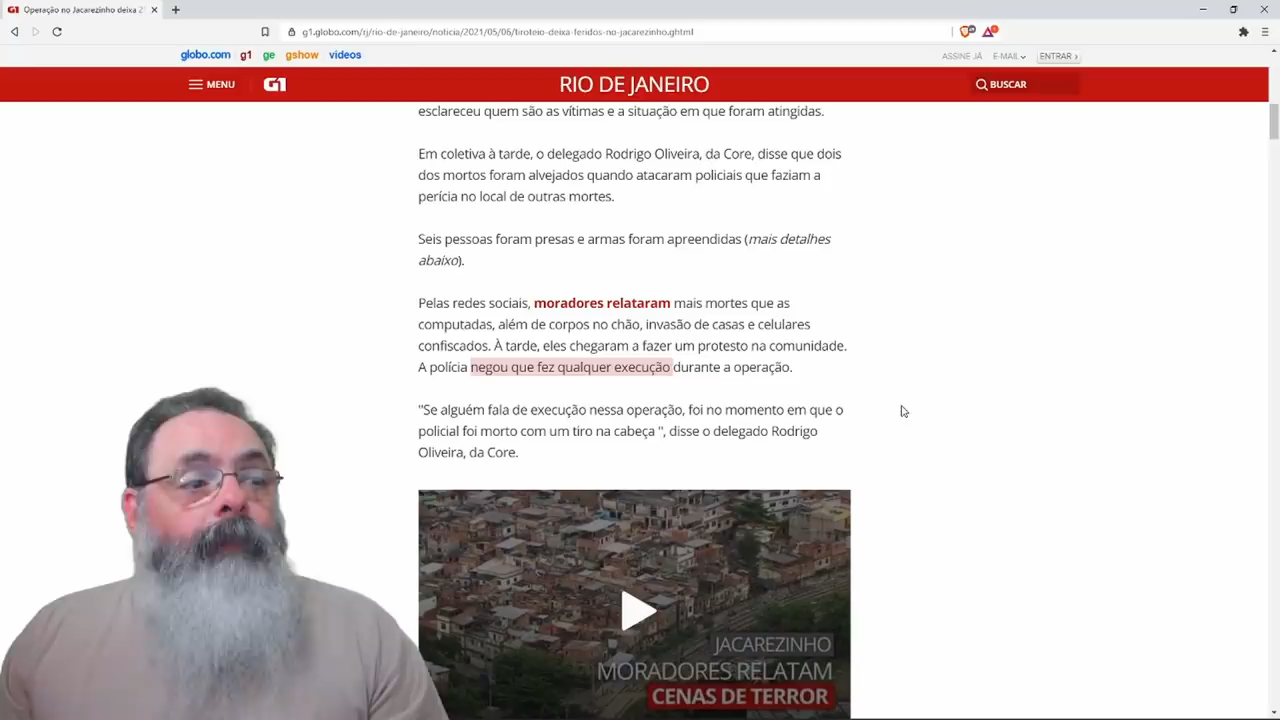 G1 Operação no Jacarezinho deixa 2
g1.globo.com/rj/rio-de-janeiro/noticia/2021/05/06/tiroteio-deixa-feridos-no-jacarezinho.ghtml
globo.com g1 ge gshow videos
ASSINE JÁ E-MAIL ENTRAR ›
MENU G1 RIO DE JANEIRO BUSCAR
esclareceu quem são as vítimas e a situação em que foram atingidas.
Em coletiva à tarde, o delegado Rodrigo Oliveira, da Core, disse que dois
dos mortos foram alvejados quando atacaram policiais que faziam a
perícia no local de outras mortes.
Seis pessoas foram presas e armas foram apreendidas (mais detalhes
abaixo).
Pelas redes sociais, moradores relataram mais mortes que as
computadas, além de corpos no chão, invasão de casas e celulares
confiscados. À tarde, eles chegaram a fazer um protesto na comunidade.
A polícia negou que fez qualquer execução durante a operação.
"Se alguém fala de execução nessa operação, foi no momento em que o
policial foi morto com um tiro na cabeça ", disse o delegado Rodrigo
Oliveira, da Core.
JACAREZINHO
MORADORES RELATAM
CENAS DE TERROR